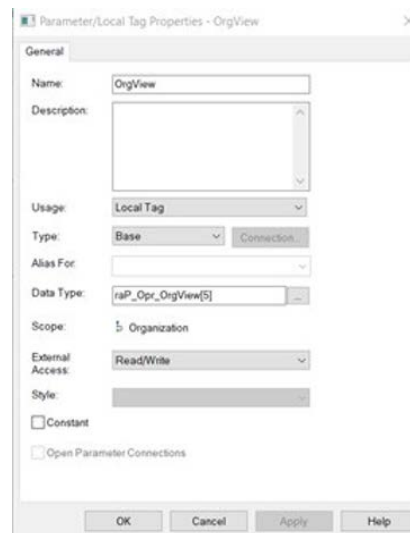 Parameter/Local Tag Properties - OrgView
General
Name: OrgView
Description:
Usage: Local Tag
Type: Base Connection...
Alias For:
Data Type: raP_Opr_OrgView[5] ...
Scope: Organization
External
Access: Read/Write
Style:
Constant
Open Parameter Connections
OK Cancel Apply Help